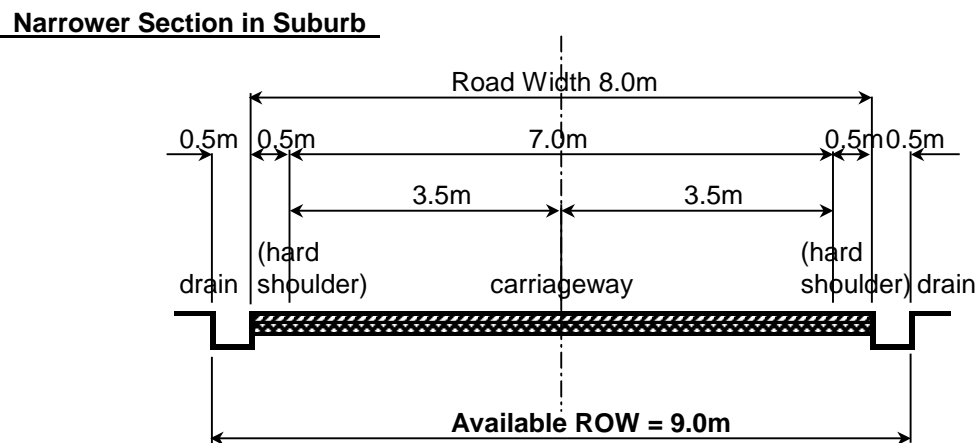 Narrower Section in Suburb
Road Width 8.0m
0.5m 0.5m 7.0m 0.5m 0.5m
3.5m 3.5m
(hard (hard
drain shoulder) carriageway shoulder) drain
Available ROW = 9.0m